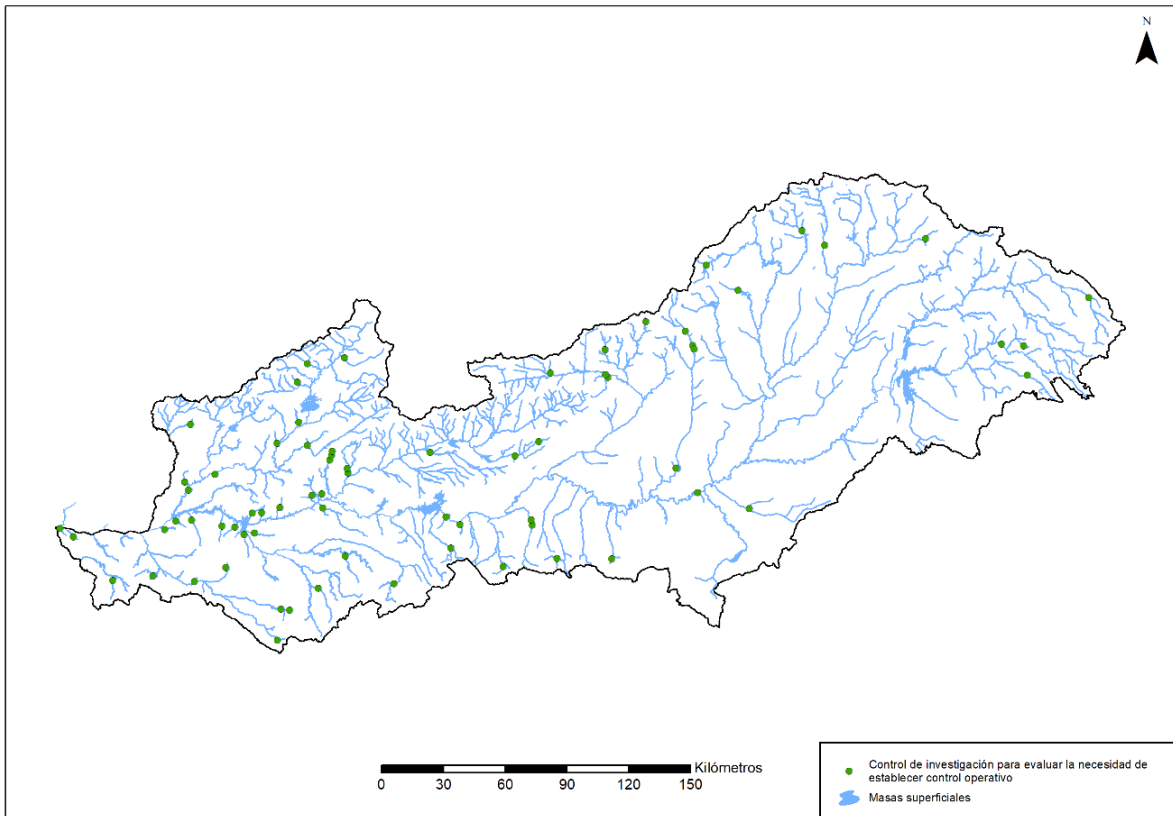 N
Kilómetros
0 30 60 90 120 150
Control de investigación para evaluar la necesidad de
establecer control operativo
Masas superficiales